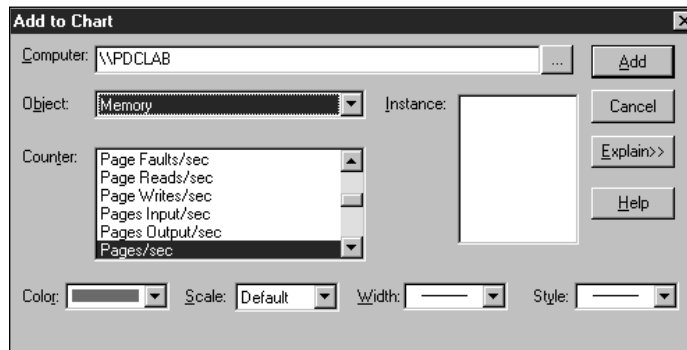 Add to Chart
Computer: \\PDCLAB ... Add
Object: Memory Instance: Cancel
Counter: Page Faults/sec Explain>>
Page Reads/sec
Page Writes/sec
Pages Input/sec Help
Pages Output/sec
Pages/sec
Color: Scale: Default Width: Style: